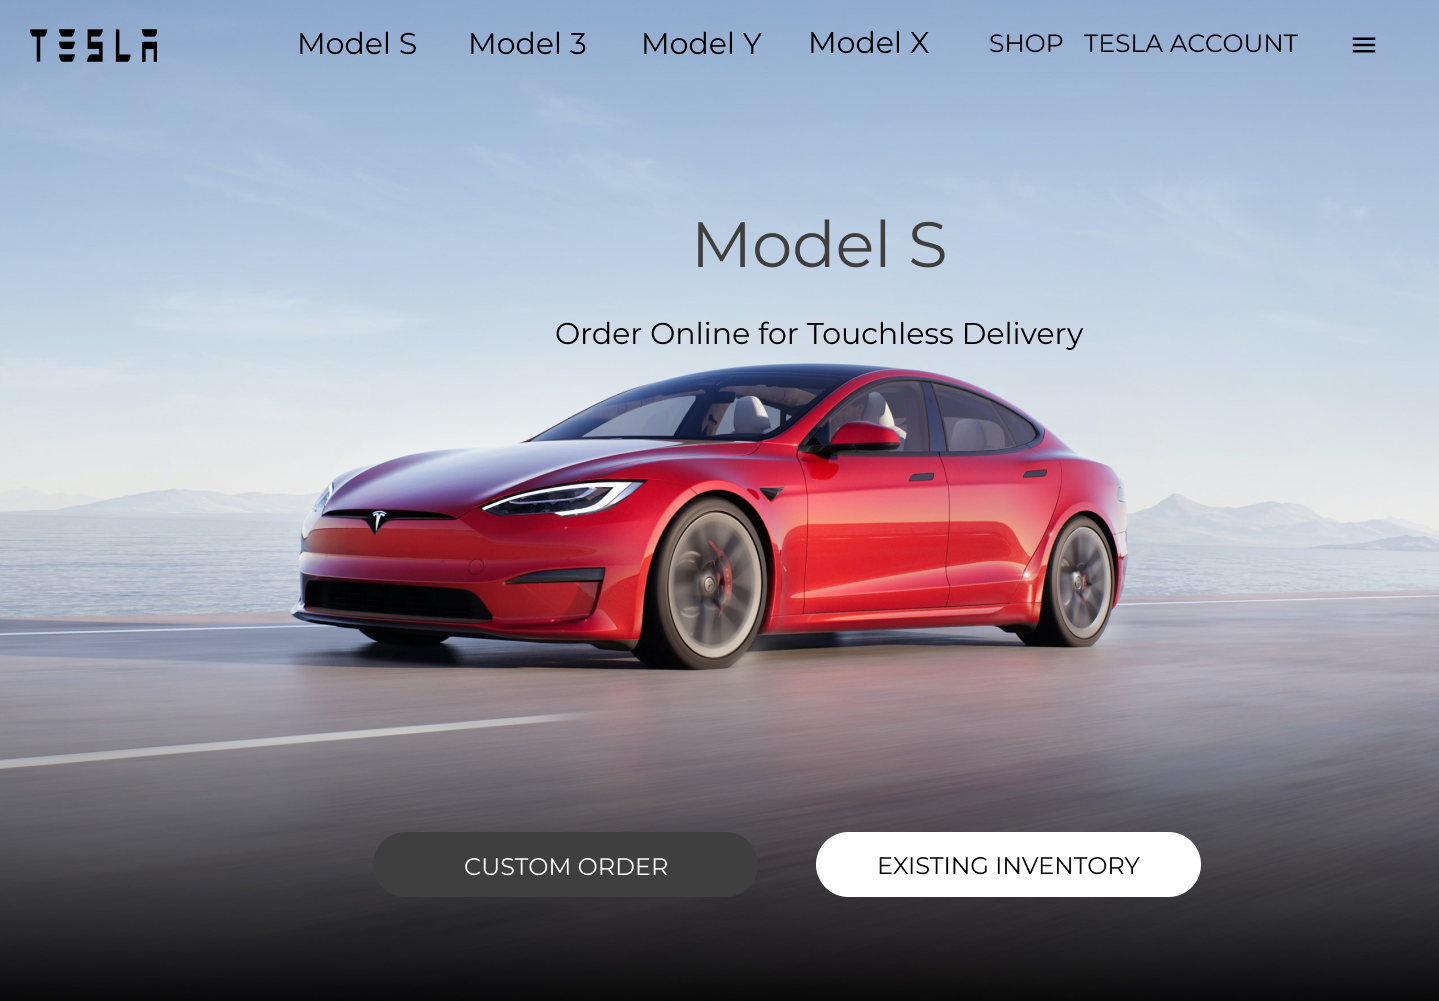 TESLA Model S Model 3 Model Y Model X SHOP TESLA ACCOUNT
Model S
Order Online for Touchless Delivery
CUSTOM ORDER EXISTING INVENTORY